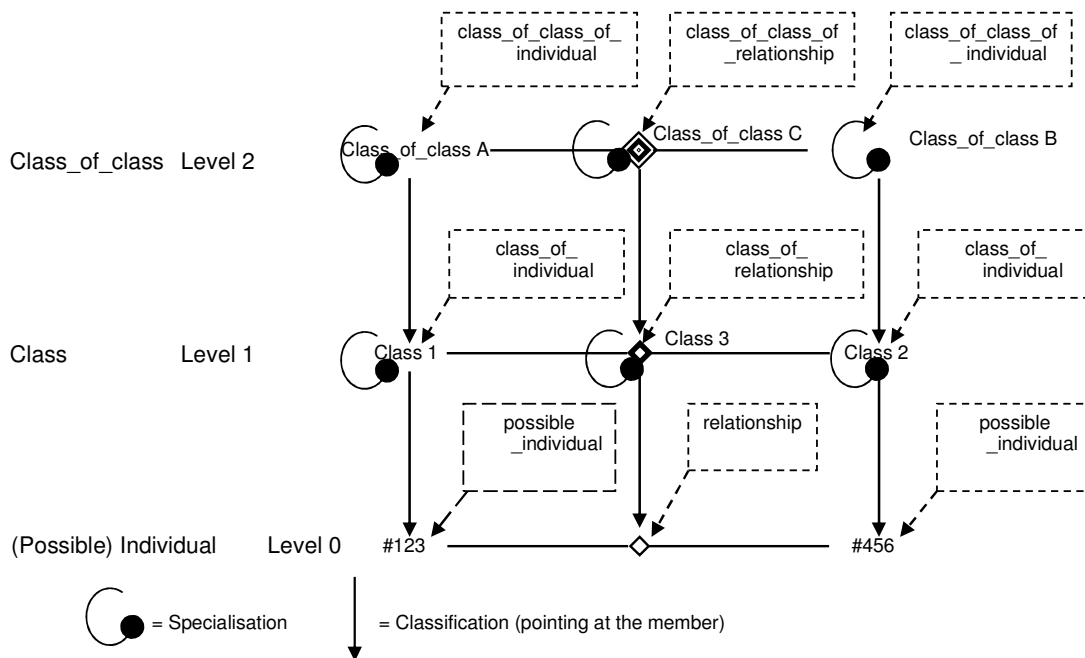 class_of_class_of_
individual
class_of_class_of
_relationship
class_of_class_of
_ individual
Class_of_class Level 2
Class_of_class A
Class_of_class C
Class_of_class B
class_of_
individual
class_of_
relationship
class_of_
individual
Class Level 1
Class 1
Class 3
Class 2
possible
_individual
relationship
possible
_individual
(Possible) Individual Level 0
#123
#456
= Specialisation
= Classification (pointing at the member)